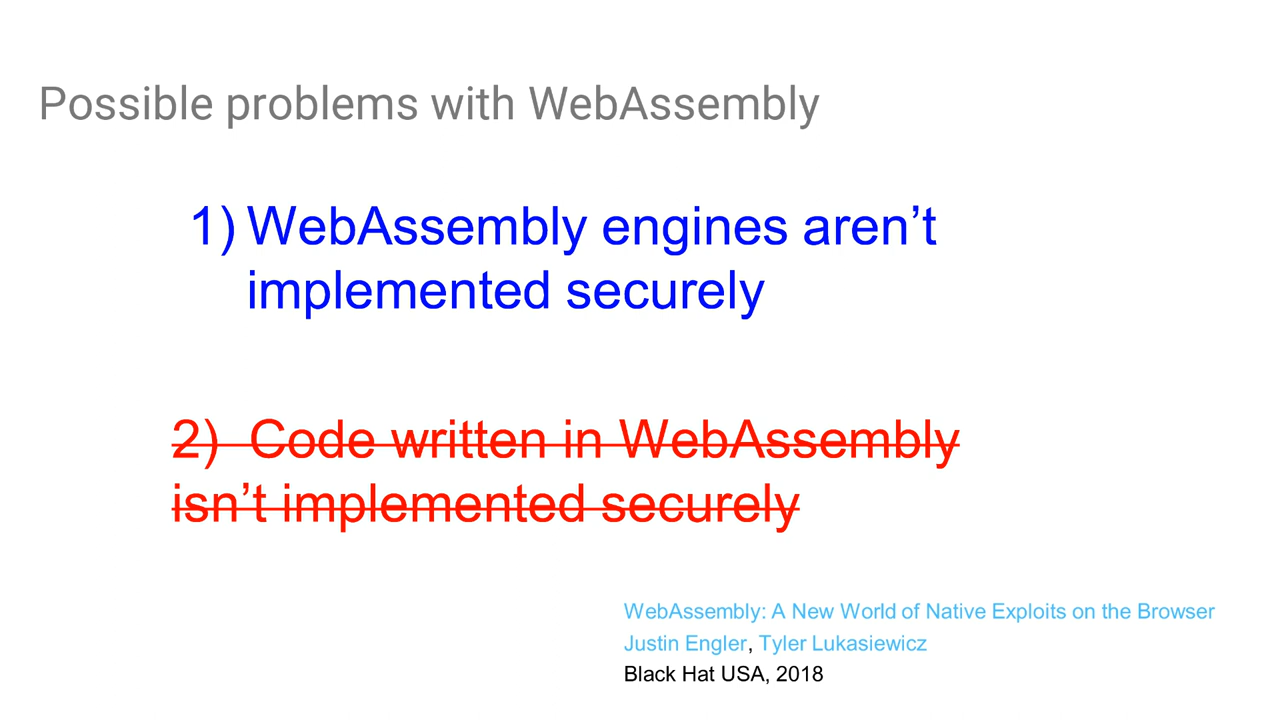 Possible problems with WebAssembly
1) WebAssembly engines aren’t
implemented securely
2) Code written in WebAssembly
isn’t implemented securely
WebAssembly: A New World of Native Exploits on the Browser
Justin Engler, Tyler Lukasiewicz
Black Hat USA, 2018